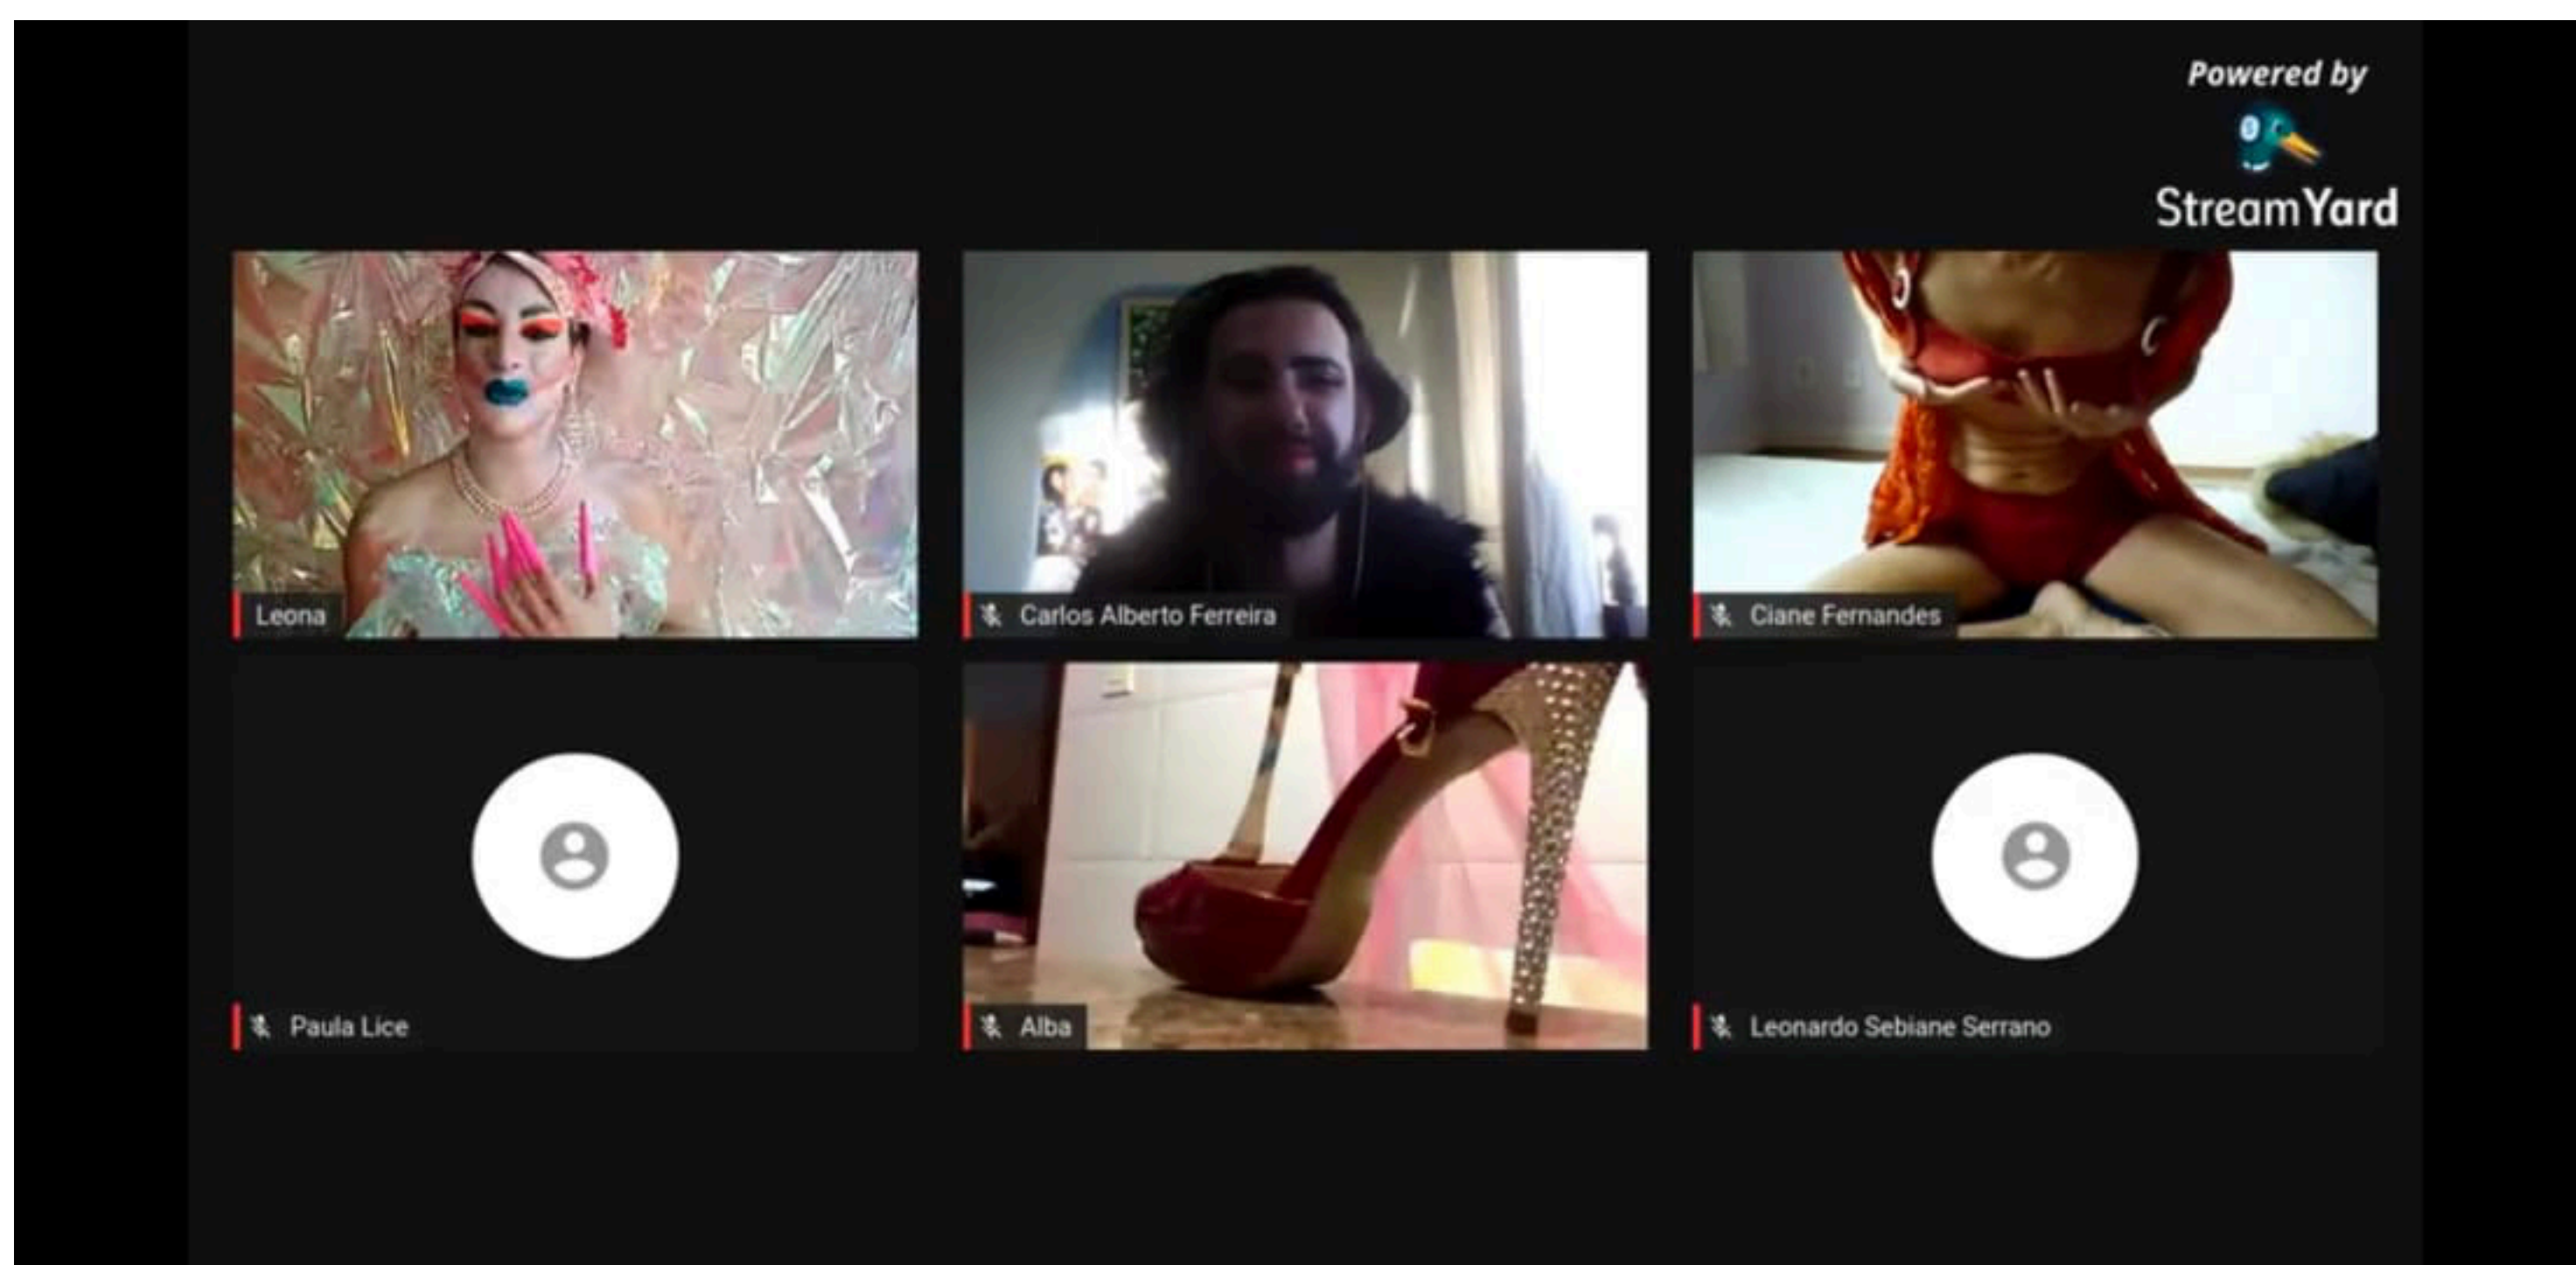 Powered by
StreamYard
Leona
Carlos Alberto Ferreira
Ciane Fernandes
Paula Lice
Alba
Leonardo Sebiane Serrano